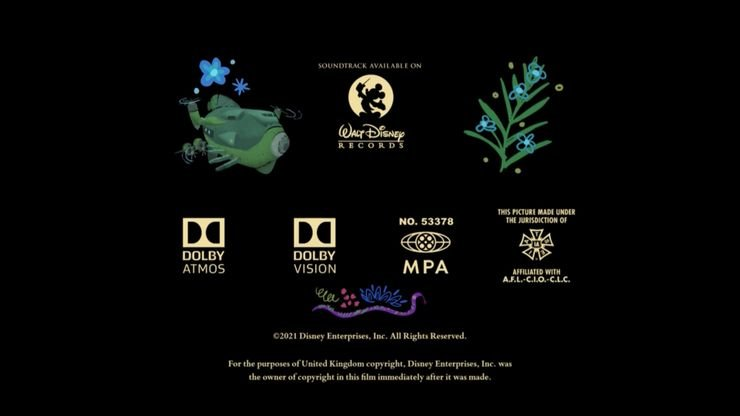 SOUNDTRACK AVAILABLE ON
WALT DISNEY
RECORDS
DOLBY
ATMOS
DOLBY
VISION
NO. 53378
MPA
THIS PICTURE MADE UNDER
THE JURISDICTION OF
IA
AFFILIATED WITH
A.F.L.-C.I.O.-C.L.C.
©2021 Disney Enterprises, Inc. All Rights Reserved.
For the purposes of United Kingdom copyright, Disney Enterprises, Inc. was
the owner of copyright in this film immediately after it was made.